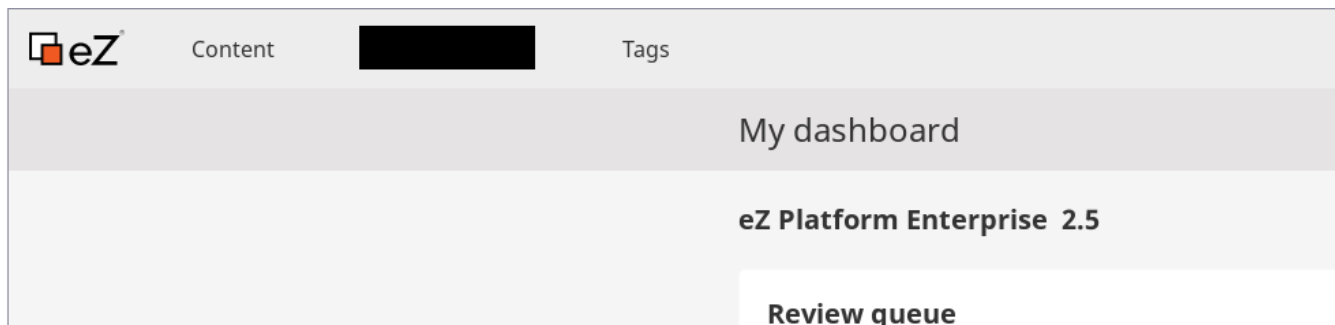 eZ® Content Tags
My dashboard
eZ Platform Enterprise 2.5
Review queue